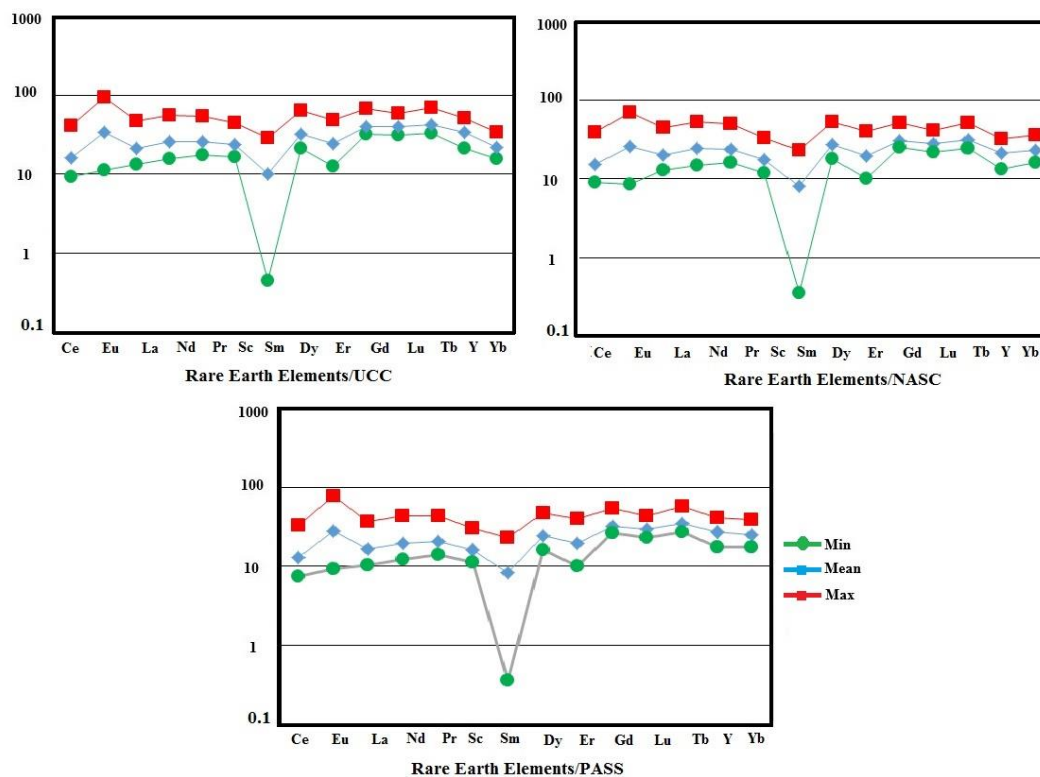 1000
100
10
1
0.1
Ce Eu La Nd Pr Sc Sm Dy Er Gd Lu Tb Y Yb
Rare Earth Elements/UCC
1000
100
10
1
0.1
Ce Eu La Nd Pr Sc Sm Dy Er Gd Lu Tb Y Yb
Rare Earth Elements/NASC
1000
100
10
1
0.1
Ce Eu La Nd Pr Sc Sm Dy Er Gd Lu Tb Y Yb
Rare Earth Elements/PASS
Min
Mean
Max